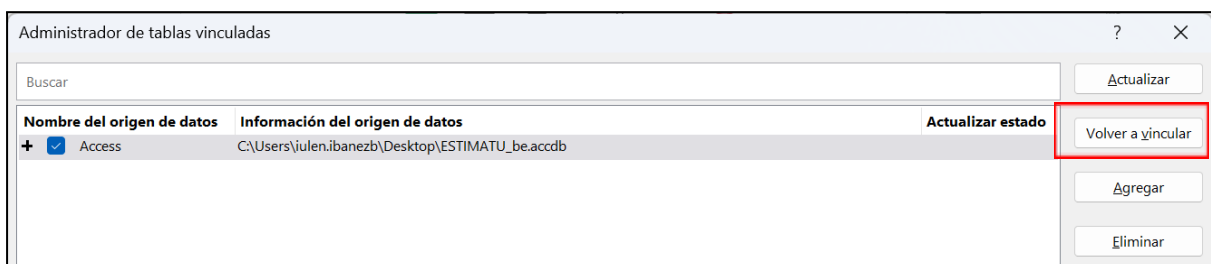 Administrador de tablas vinculadas
?
Buscar
Actualizar
Nombre del origen de datos Información del origen de datos Actualizar estado
Volver a vincular
Access C:\Users\iulen.ibanezb\Desktop\ESTIMATU_be.accdb
Agregar
Eliminar